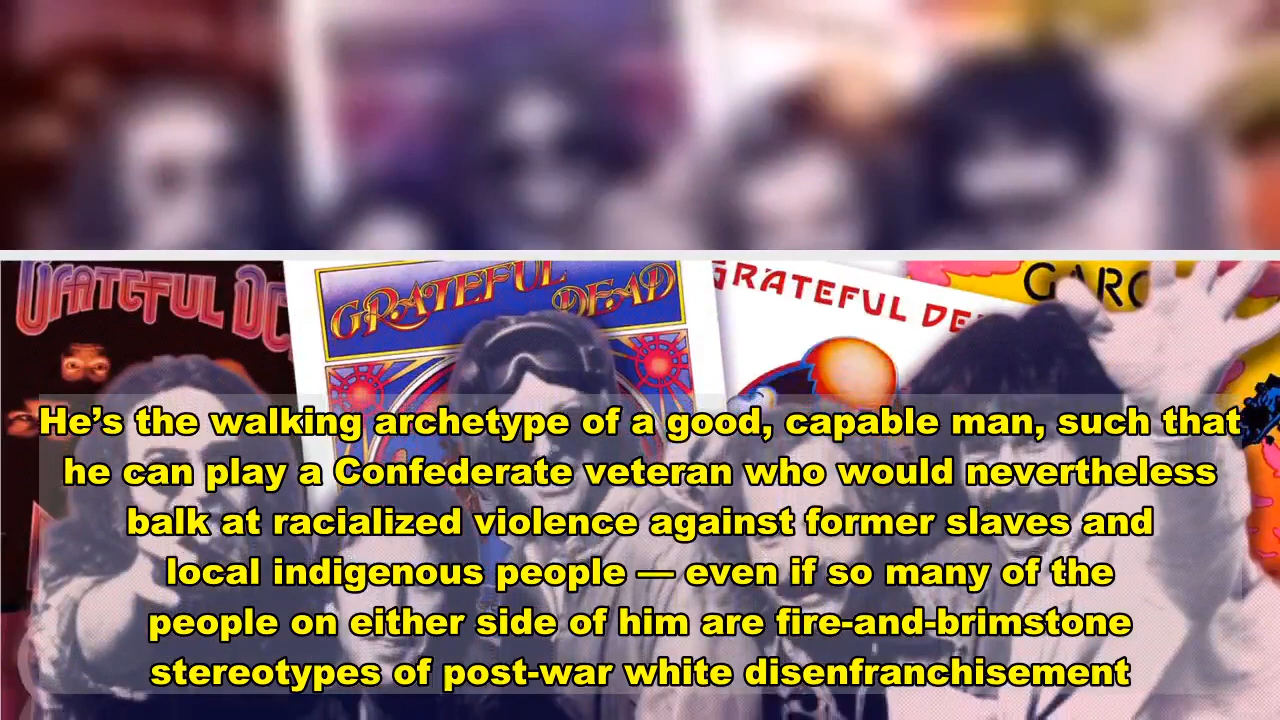 GRATEFUL DE
GRATEFUL
DEAD
GRATEFUL DE
GARC
He’s the walking archetype of a good, capable man, such that
he can play a Confederate veteran who would nevertheless
balk at racialized violence against former slaves and
local indigenous people — even if so many of the
people on either side of him are fire-and-brimstone
stereotypes of post-war white disenfranchisement